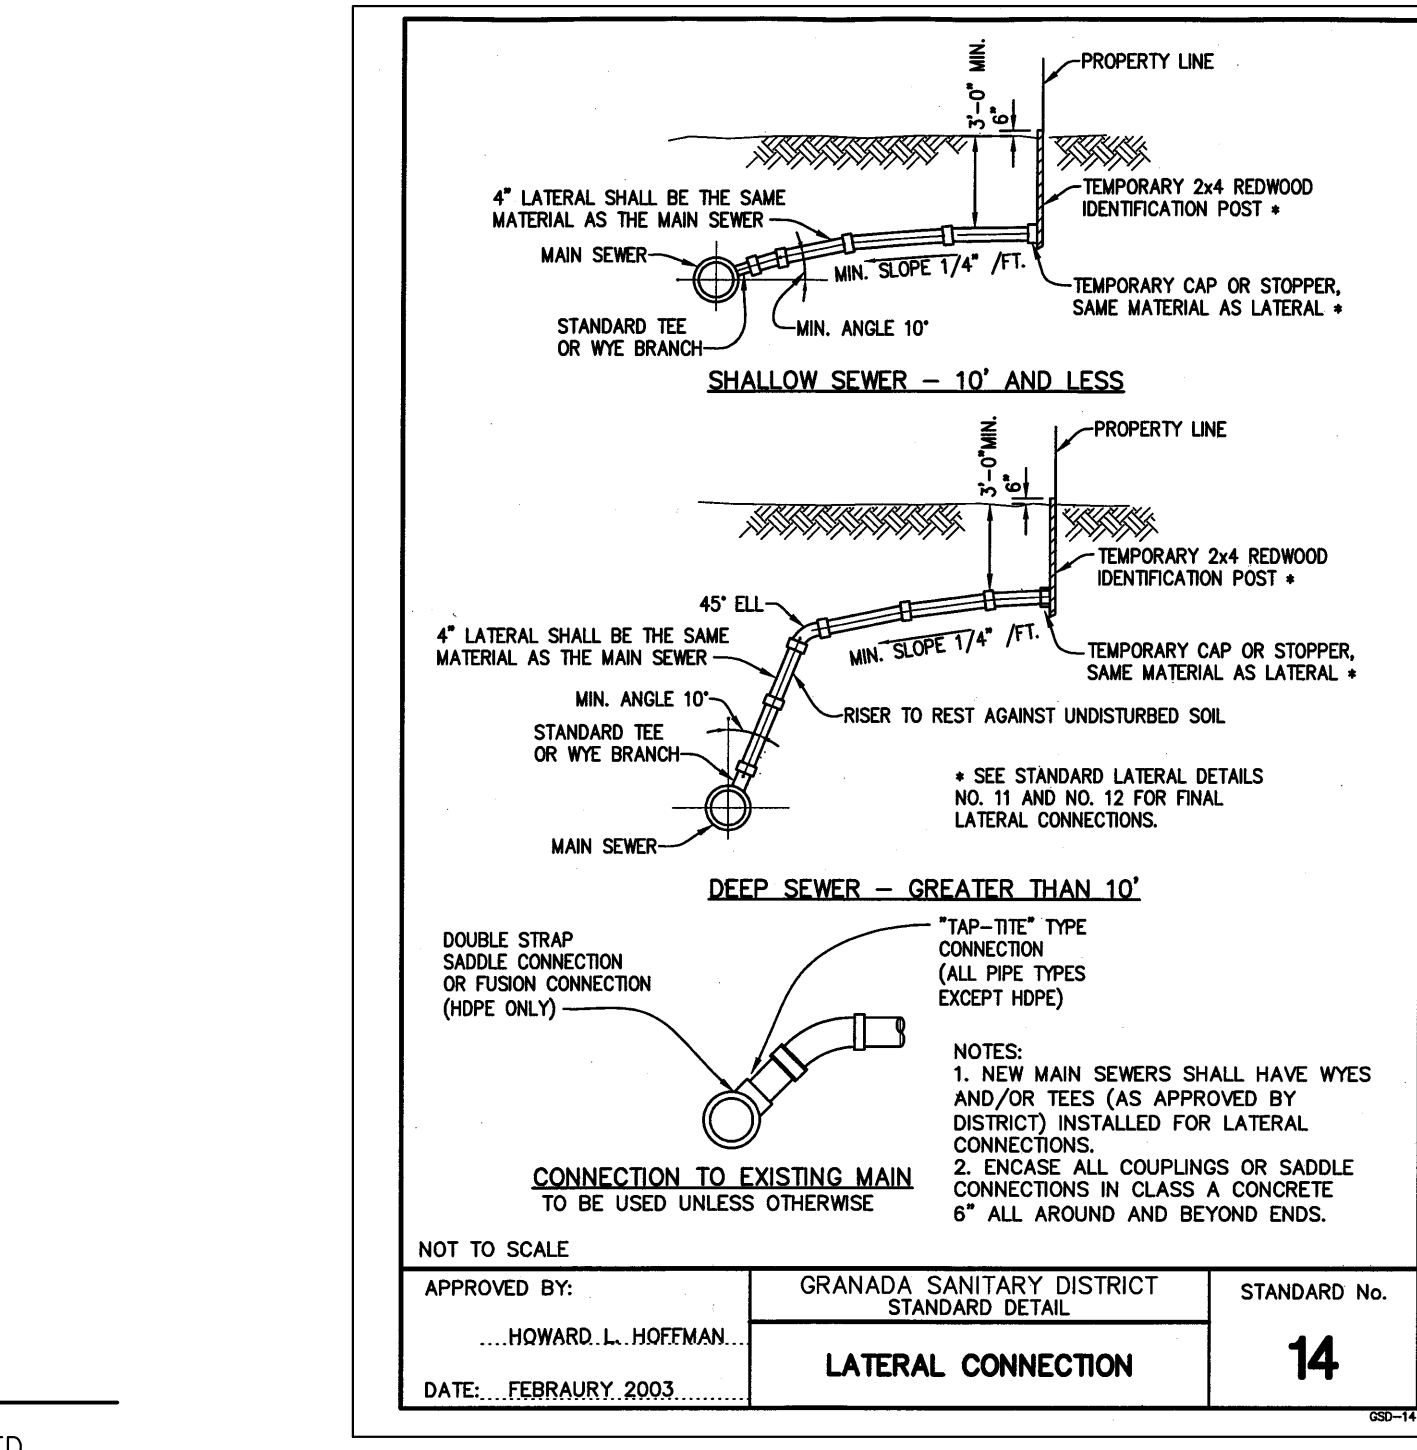 3'-0" MIN.
6"
PROPERTY LINE
4" LATERAL SHALL BE THE SAME
MATERIAL AS THE MAIN SEWER
TEMPORARY 2x4 REDWOOD
IDENTIFICATION POST *
MAIN SEWER
MIN. SLOPE 1/4" /FT.
TEMPORARY CAP OR STOPPER,
SAME MATERIAL AS LATERAL *
STANDARD TEE
OR WYE BRANCH
MIN. ANGLE 10°
SHALLOW SEWER – 10' AND LESS
3'-0"MIN.
6"
PROPERTY LINE
TEMPORARY 2x4 REDWOOD
IDENTIFICATION POST *
45° ELL
4" LATERAL SHALL BE THE SAME
MATERIAL AS THE MAIN SEWER
MIN. SLOPE 1/4" /FT.
TEMPORARY CAP OR STOPPER,
SAME MATERIAL AS LATERAL *
MIN. ANGLE 10°
RISER TO REST AGAINST UNDISTURBED SOIL
STANDARD TEE
OR WYE BRANCH
* SEE STANDARD LATERAL DETAILS
NO. 11 AND NO. 12 FOR FINAL
LATERAL CONNECTIONS.
MAIN SEWER
DEEP SEWER – GREATER THAN 10'
DOUBLE STRAP
SADDLE CONNECTION
OR FUSION CONNECTION
(HDPE ONLY)
"TAP-TITE" TYPE
CONNECTION
(ALL PIPE TYPES
EXCEPT HDPE)
CONNECTION TO EXISTING MAIN
TO BE USED UNLESS OTHERWISE
NOTES:
1. NEW MAIN SEWERS SHALL HAVE WYES
AND/OR TEES (AS APPROVED BY
DISTRICT) INSTALLED FOR LATERAL
CONNECTIONS.
2. ENCASE ALL COUPLINGS OR SADDLE
CONNECTIONS IN CLASS A CONCRETE
6" ALL AROUND AND BEYOND ENDS.
NOT TO SCALE
APPROVED BY:
HOWARD L. HOFFMAN
DATE: FEBRAURY 2003
GRANADA SANITARY DISTRICT
STANDARD DETAIL
LATERAL CONNECTION
STANDARD No.
14
GSD-14